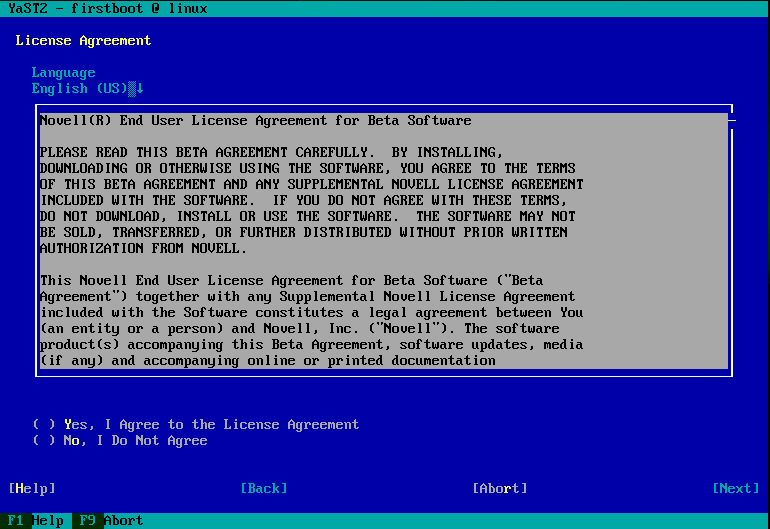 YaST2 - firstboot @ linux
License Agreement
Language
English (US)▒↓
Novell(R) End User License Agreement for Beta Software
PLEASE READ THIS BETA AGREEMENT CAREFULLY.  BY INSTALLING,
DOWNLOADING OR OTHERWISE USING THE SOFTWARE, YOU AGREE TO THE TERMS
OF THIS BETA AGREEMENT AND ANY SUPPLEMENTAL NOVELL LICENSE AGREEMENT
INCLUDED WITH THE SOFTWARE.  IF YOU DO NOT AGREE WITH THESE TERMS,
DO NOT DOWNLOAD, INSTALL OR USE THE SOFTWARE.  THE SOFTWARE MAY NOT
BE SOLD, TRANSFERRED, OR FURTHER DISTRIBUTED WITHOUT PRIOR WRITTEN
AUTHORIZATION FROM NOVELL.
This Novell End User License Agreement for Beta Software ("Beta
Agreement") together with any Supplemental Novell License Agreement
included with the Software constitutes a legal agreement between You
(an entity or a person) and Novell, Inc. ("Novell"). The software
product(s) accompanying this Beta Agreement, software updates, media
(if any) and accompanying online or printed documentation
( ) Yes, I Agree to the License Agreement
( ) No, I Do Not Agree
[Help] [Back] [Abort] [Next]
F1 Help F9 Abort